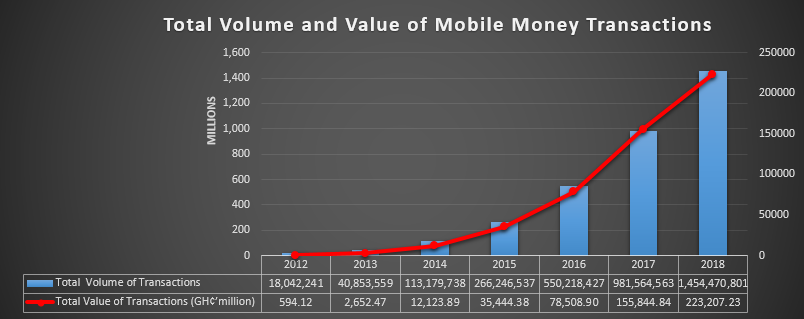 Total Volume and Value of Mobile Money Transactions
1,600 250000
1,400
200000
1,200
MILLIONS
1,000 150000
800
100000
600
400
50000
200
0 0
2012 2013 2014 2015 2016 2017 2018
Total Volume of Transactions 18,042,241 40,853,559 113,179,738 266,246,537 550,218,427 981,564,563 1,454,470,801
Total Value of Transactions (GH¢'million) 594.12 2,652.47 12,123.89 35,444.38 78,508.90 155,844.84 223,207.23